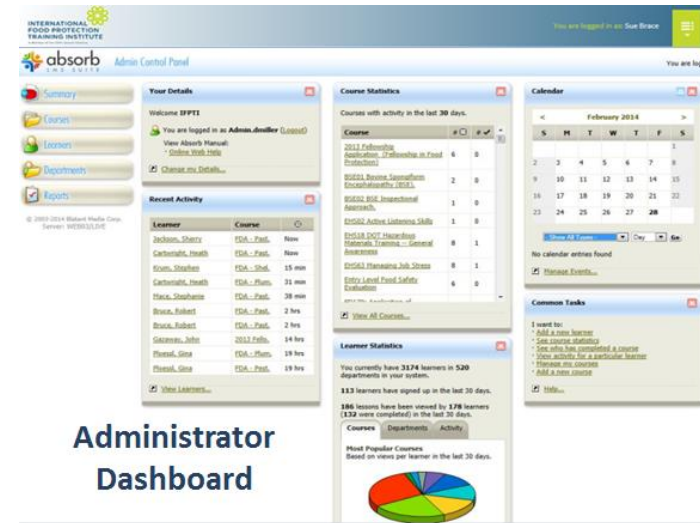 INTERNATIONAL
FOOD PROTECTION
TRAINING INSTITUTE
You are logged in as: Sue Brace
absorb
LMS SUITE
Admin Control Panel
You are log
Summary
Courses
Learners
Departments
Reports
© 2003-2014 Blatant Media Corp.
Server: WEB03/LIVE
Your Details
Welcome IFPTI
You are logged in as Admin.dmiller (Logout)
View Absorb Manual:
· Online Web Help
Change my Details...
Recent Activity
Learner Course
Jackson, Sherry FDA - Past. Now
Cartwright, Heath FDA - Past. Now
Krum, Stephen FDA - Shel. 15 min
Cartwright, Heath FDA - Plum. 31 min
Mace, Stephanie FDA - Past. 38 min
Bruce, Robert FDA - Past. 2 hrs
Bruce, Robert FDA - Past. 2 hrs
Gazaway, John 2013 Fello. 14 hrs
Ploessl, Gina FDA - Plum. 19 hrs
Ploessl, Gina FDA - Pest. 19 hrs
View Learners...
Course Statistics
Courses with activity in the last 30 days.
Course # # ✔
2013 Fellowship
Application (Fellowship in Food 6 0
Protection)
BSE01 Bovine Spongiform 2 0
Encephalopathy (BSE).
BSE02 BSE Inspectional 1 0
Approach.
EHS02 Active Listening Skills 1 0
EHS18 DOT Hazardous
Materials Training -- General 8 1
Awareness
EHS63 Managing Job Stress 8 1
Entry Level Food Safety 6 0
Evaluation
View All Courses...
Learner Statistics
You currently have 3174 learners in 520
departments in your system.
113 learners have signed up in the last 30 days.
186 lessons have been viewed by 178 learners
(132 were completed) in the last 30 days.
Courses Departments Activity
Most Popular Courses
Based on views per learner in the last 30 days.
Calendar
< February 2014 >
S M T W T F S
1
2 3 4 5 6 7 8
9 10 11 12 13 14 15
16 17 18 19 20 21 22
23 24 25 26 27 28
Show All Types Day Go
No calendar entries found
Manage Events...
Common Tasks
I want to:
· Add a new learner
· See course statistics
· See who has completed a course
· View activity for a particular learner
· Manage my courses
· Add a new course
Help...
Administrator
Dashboard